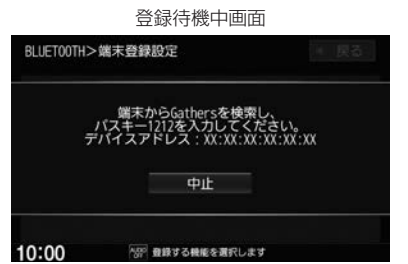 登録待機中画面
BLUETOOTH>端末登録設定
戻る
端末からGathersを検索し、
パスキー1212を入力してください。
デバイスアドレス：XX:XX:XX:XX:XX:XX
中止
10:00 AUDIO OFF 登録する機能を選択します